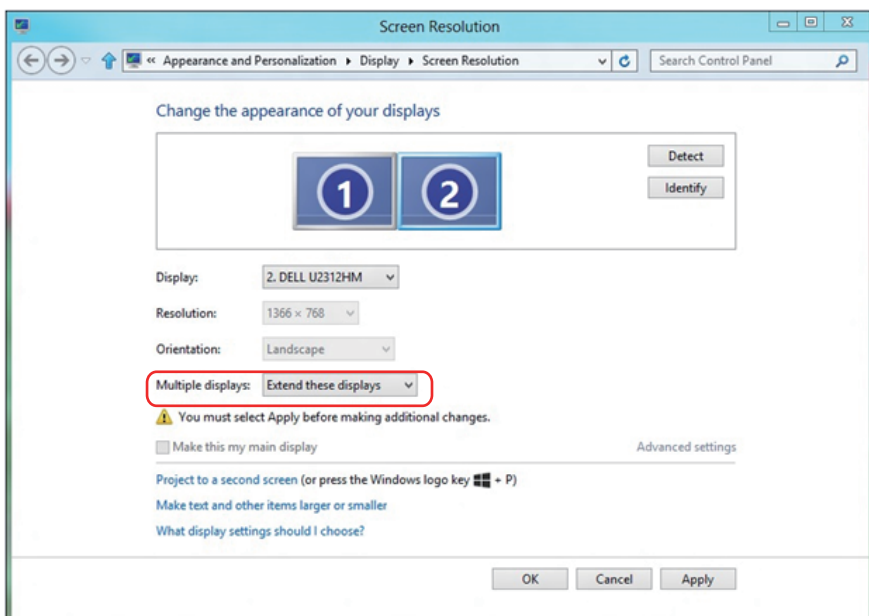 Screen Resolution
« Appearance and Personalization Display Screen Resolution
Search Control Panel
Change the appearance of your displays
1 2
Detect
Identify
Display: 2. DELL U2312HM
Resolution: 1366 × 768
Orientation: Landscape
Multiple displays: Extend these displays
You must select Apply before making additional changes.
Make this my main display
Advanced settings
Project to a second screen (or press the Windows logo key + P)
Make text and other items larger or smaller
What display settings should I choose?
OK Cancel Apply